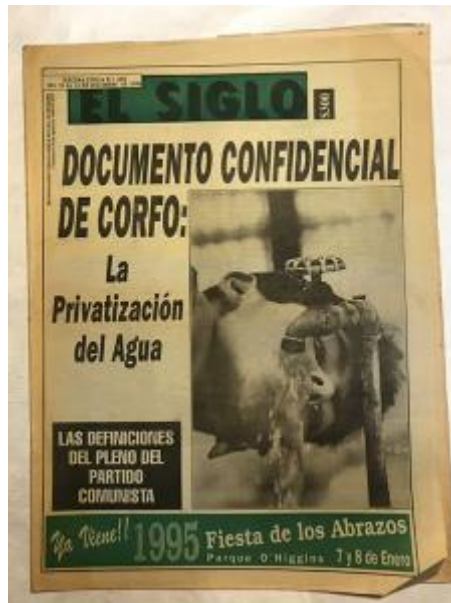 EL SIGLO
$300
DOCUMENTO CONFIDENCIAL
DE CORFO:
La
Privatización
del Agua
LAS DEFINICIONES
DEL PLENO DEL
PARTIDO
COMUNISTA
Ya Viene!! 1995 Fiesta de los Abrazos
Parque O'Higgins 7 y 8 de Enero